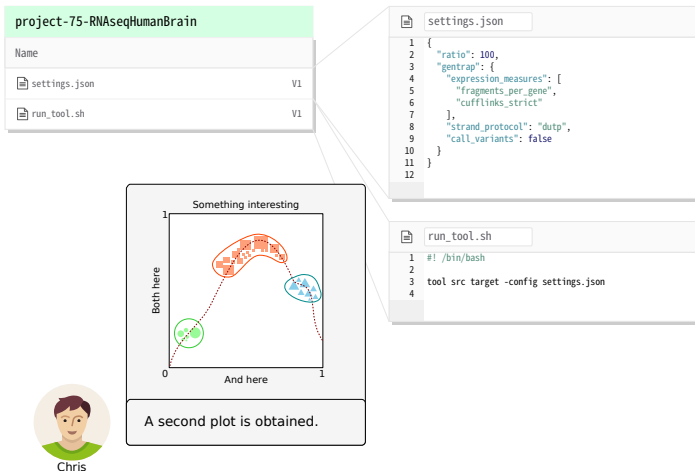 project-75-RNAseqHumanBrain
Name
settings.json V1
run_tool.sh V1
settings.json
1 {
2 "ratio": 100,
3 "gentrap": {
4 "expression_measures": [
5 "fragments_per_gene",
6 "cufflinks_strict"
7 ],
8 "strand_protocol": "dutp",
9 "call_variants": false
10 }
11 }
12
run_tool.sh
1 #! /bin/bash
2
3 tool src target -config settings.json
4
Something interesting
1
Both here
0
And here
1
A second plot is obtained.
Chris